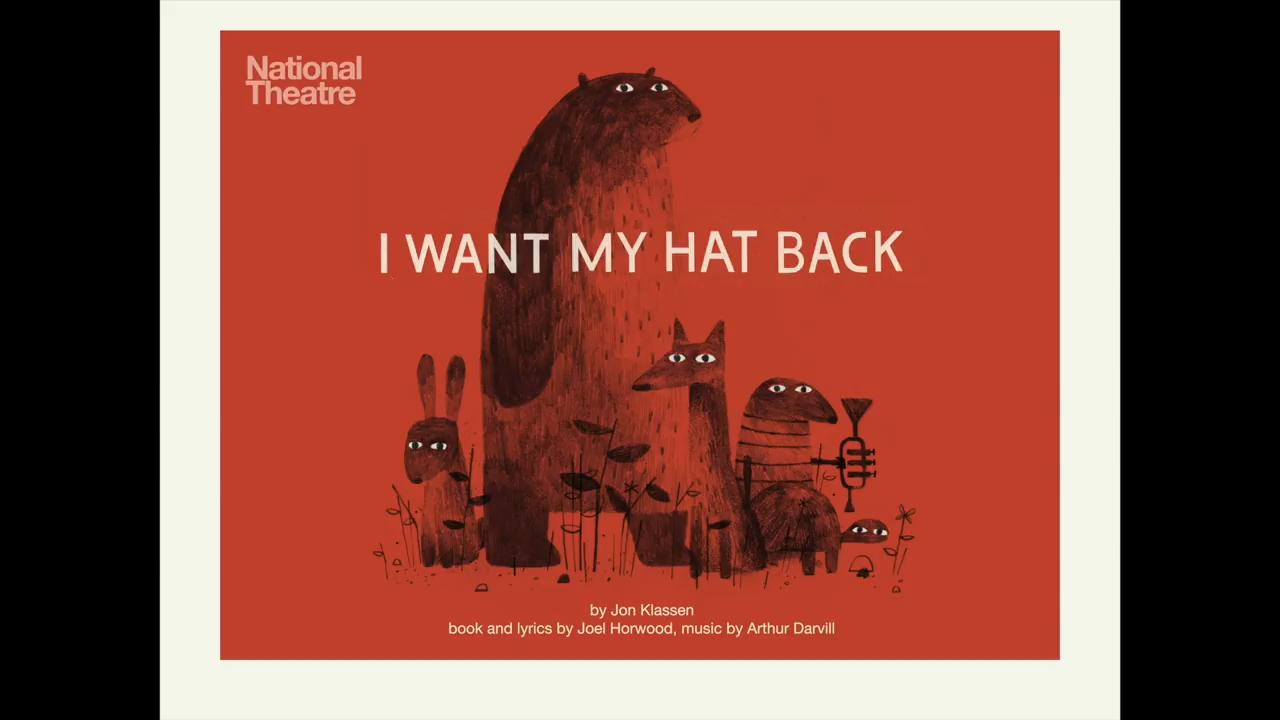 National
Theatre
I WANT MY HAT BACK
by Jon Klassen
book and lyrics by Joel Horwood, music by Arthur Darvill